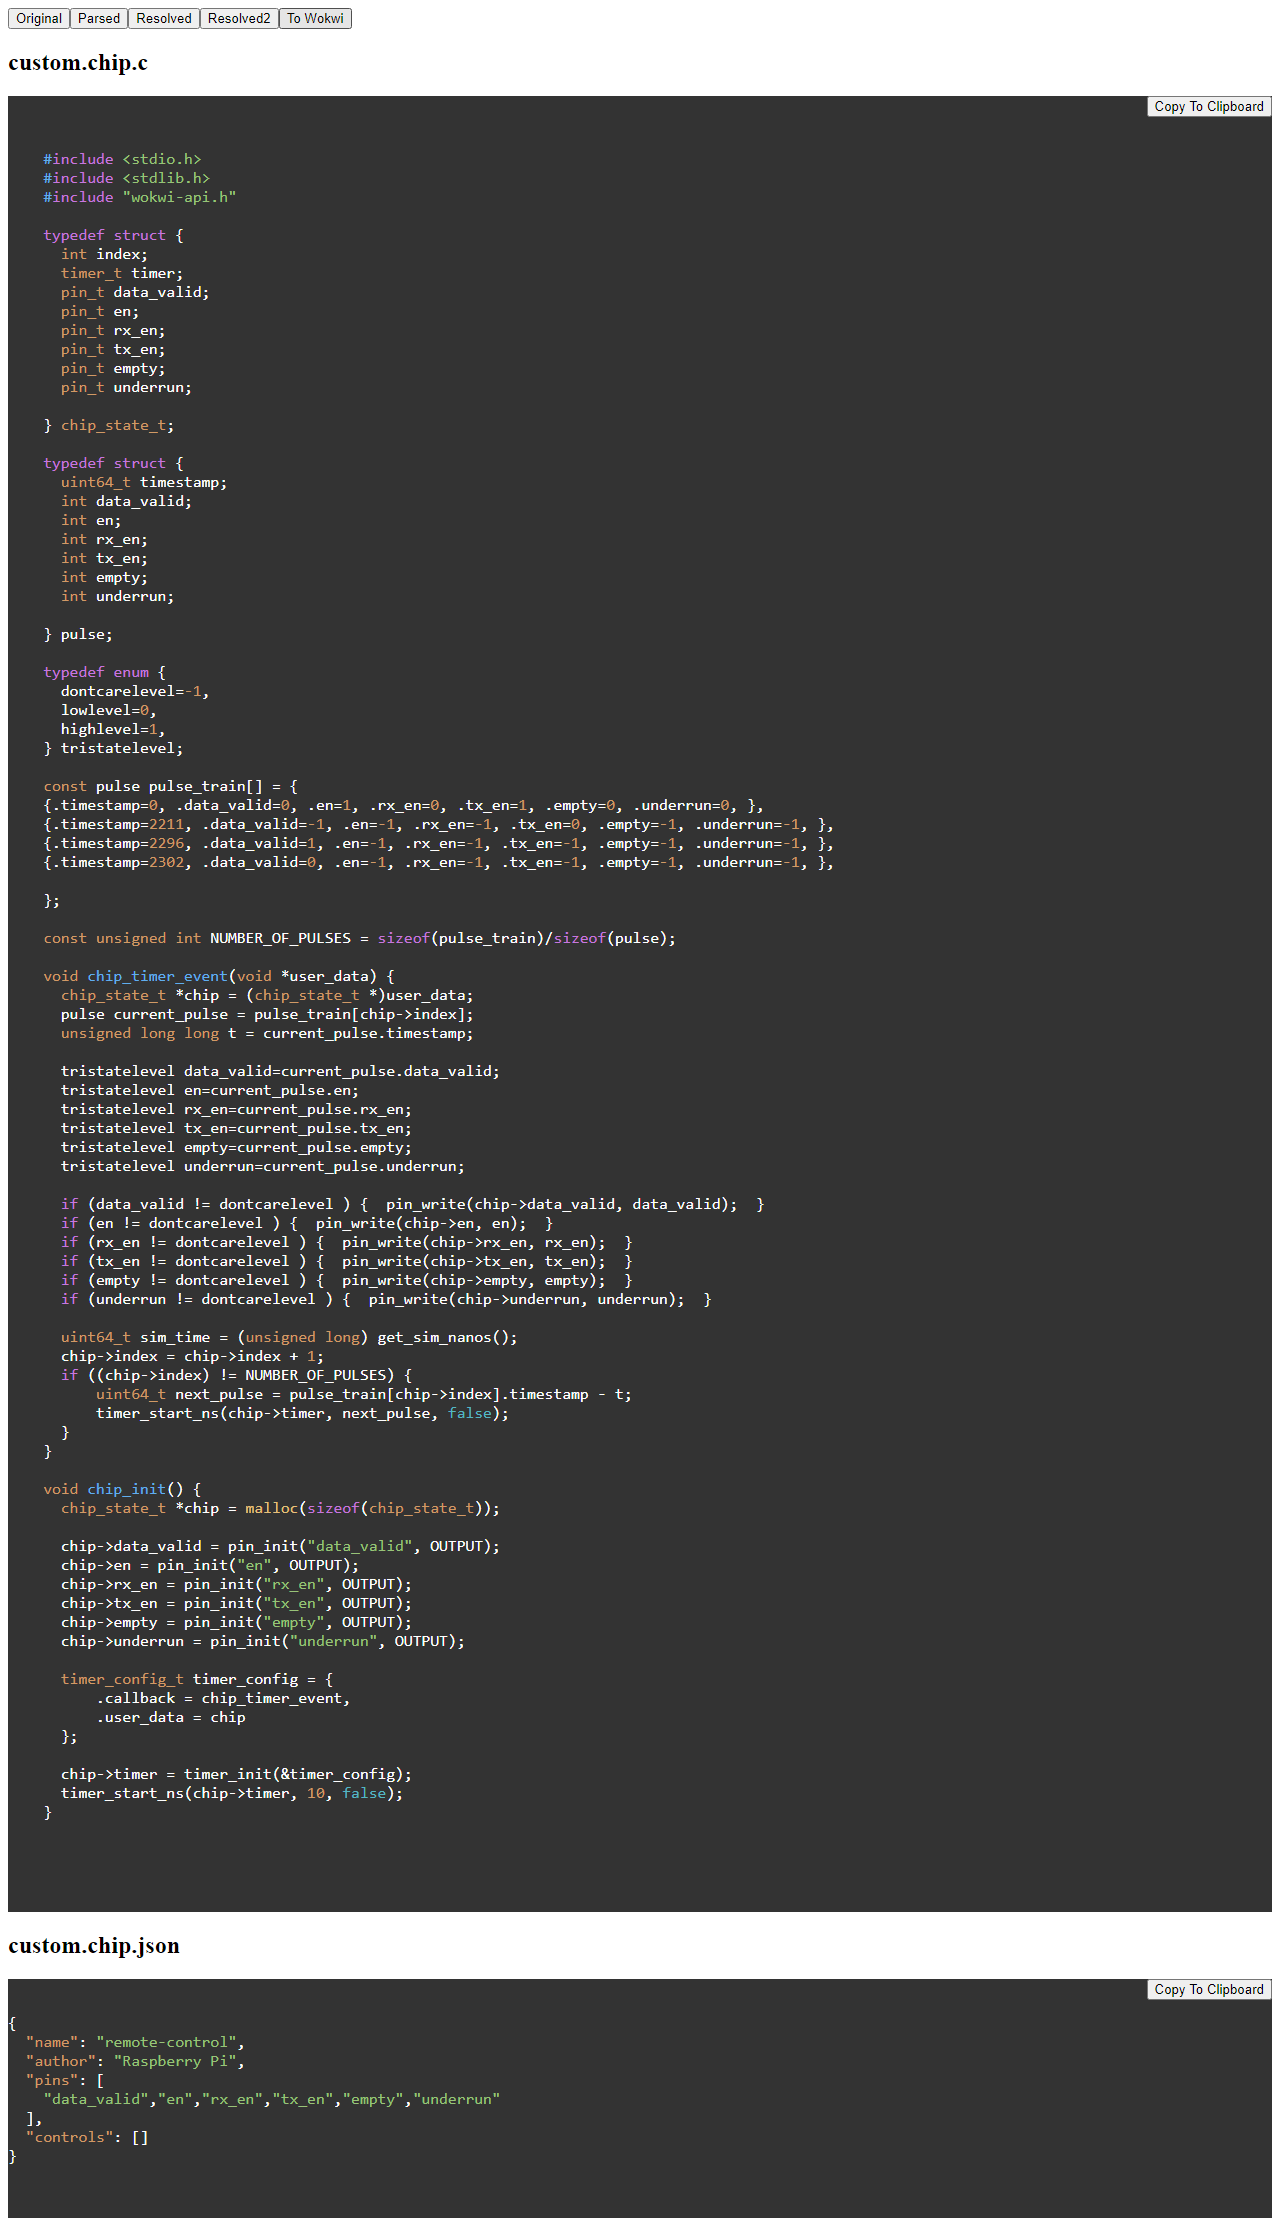 Original Parsed Resolved Resolved2 To Wokwi
custom.chip.c
Copy To Clipboard
#include <stdio.h>
#include <stdlib.h>
#include "wokwi-api.h"
typedef struct {
  int index;
  timer_t timer;
  pin_t data_valid;
  pin_t en;
  pin_t rx_en;
  pin_t tx_en;
  pin_t empty;
  pin_t underrun;
} chip_state_t;
typedef struct {
  uint64_t timestamp;
  int data_valid;
  int en;
  int rx_en;
  int tx_en;
  int empty;
  int underrun;
} pulse;
typedef enum {
  dontcarelevel=-1,
  lowlevel=0,
  highlevel=1,
} tristatelevel;
const pulse pulse_train[] = {
{.timestamp=0, .data_valid=0, .en=1, .rx_en=0, .tx_en=1, .empty=0, .underrun=0, },
{.timestamp=2211, .data_valid=-1, .en=-1, .rx_en=-1, .tx_en=0, .empty=-1, .underrun=-1, },
{.timestamp=2296, .data_valid=1, .en=-1, .rx_en=-1, .tx_en=-1, .empty=-1, .underrun=-1, },
{.timestamp=2302, .data_valid=0, .en=-1, .rx_en=-1, .tx_en=-1, .empty=-1, .underrun=-1, },
};
const unsigned int NUMBER_OF_PULSES = sizeof(pulse_train)/sizeof(pulse);
void chip_timer_event(void *user_data) {
  chip_state_t *chip = (chip_state_t *)user_data;
  pulse current_pulse = pulse_train[chip->index];
  unsigned long long t = current_pulse.timestamp;
  tristatelevel data_valid=current_pulse.data_valid;
  tristatelevel en=current_pulse.en;
  tristatelevel rx_en=current_pulse.rx_en;
  tristatelevel tx_en=current_pulse.tx_en;
  tristatelevel empty=current_pulse.empty;
  tristatelevel underrun=current_pulse.underrun;
  if (data_valid != dontcarelevel ) {  pin_write(chip->data_valid, data_valid);  }
  if (en != dontcarelevel ) {  pin_write(chip->en, en);  }
  if (rx_en != dontcarelevel ) {  pin_write(chip->rx_en, rx_en);  }
  if (tx_en != dontcarelevel ) {  pin_write(chip->tx_en, tx_en);  }
  if (empty != dontcarelevel ) {  pin_write(chip->empty, empty);  }
  if (underrun != dontcarelevel ) {  pin_write(chip->underrun, underrun);  }
  uint64_t sim_time = (unsigned long) get_sim_nanos();
  chip->index = chip->index + 1;
  if ((chip->index) != NUMBER_OF_PULSES) {
      uint64_t next_pulse = pulse_train[chip->index].timestamp - t;
      timer_start_ns(chip->timer, next_pulse, false);
  }
}
void chip_init() {
  chip_state_t *chip = malloc(sizeof(chip_state_t));
  chip->data_valid = pin_init("data_valid", OUTPUT);
  chip->en = pin_init("en", OUTPUT);
  chip->rx_en = pin_init("rx_en", OUTPUT);
  chip->tx_en = pin_init("tx_en", OUTPUT);
  chip->empty = pin_init("empty", OUTPUT);
  chip->underrun = pin_init("underrun", OUTPUT);
  timer_config_t timer_config = {
      .callback = chip_timer_event,
      .user_data = chip
  };
  chip->timer = timer_init(&timer_config);
  timer_start_ns(chip->timer, 10, false);
}
custom.chip.json
Copy To Clipboard
{
  "name": "remote-control",
  "author": "Raspberry Pi",
  "pins": [
    "data_valid","en","rx_en","tx_en","empty","underrun"
  ],
  "controls": []
}